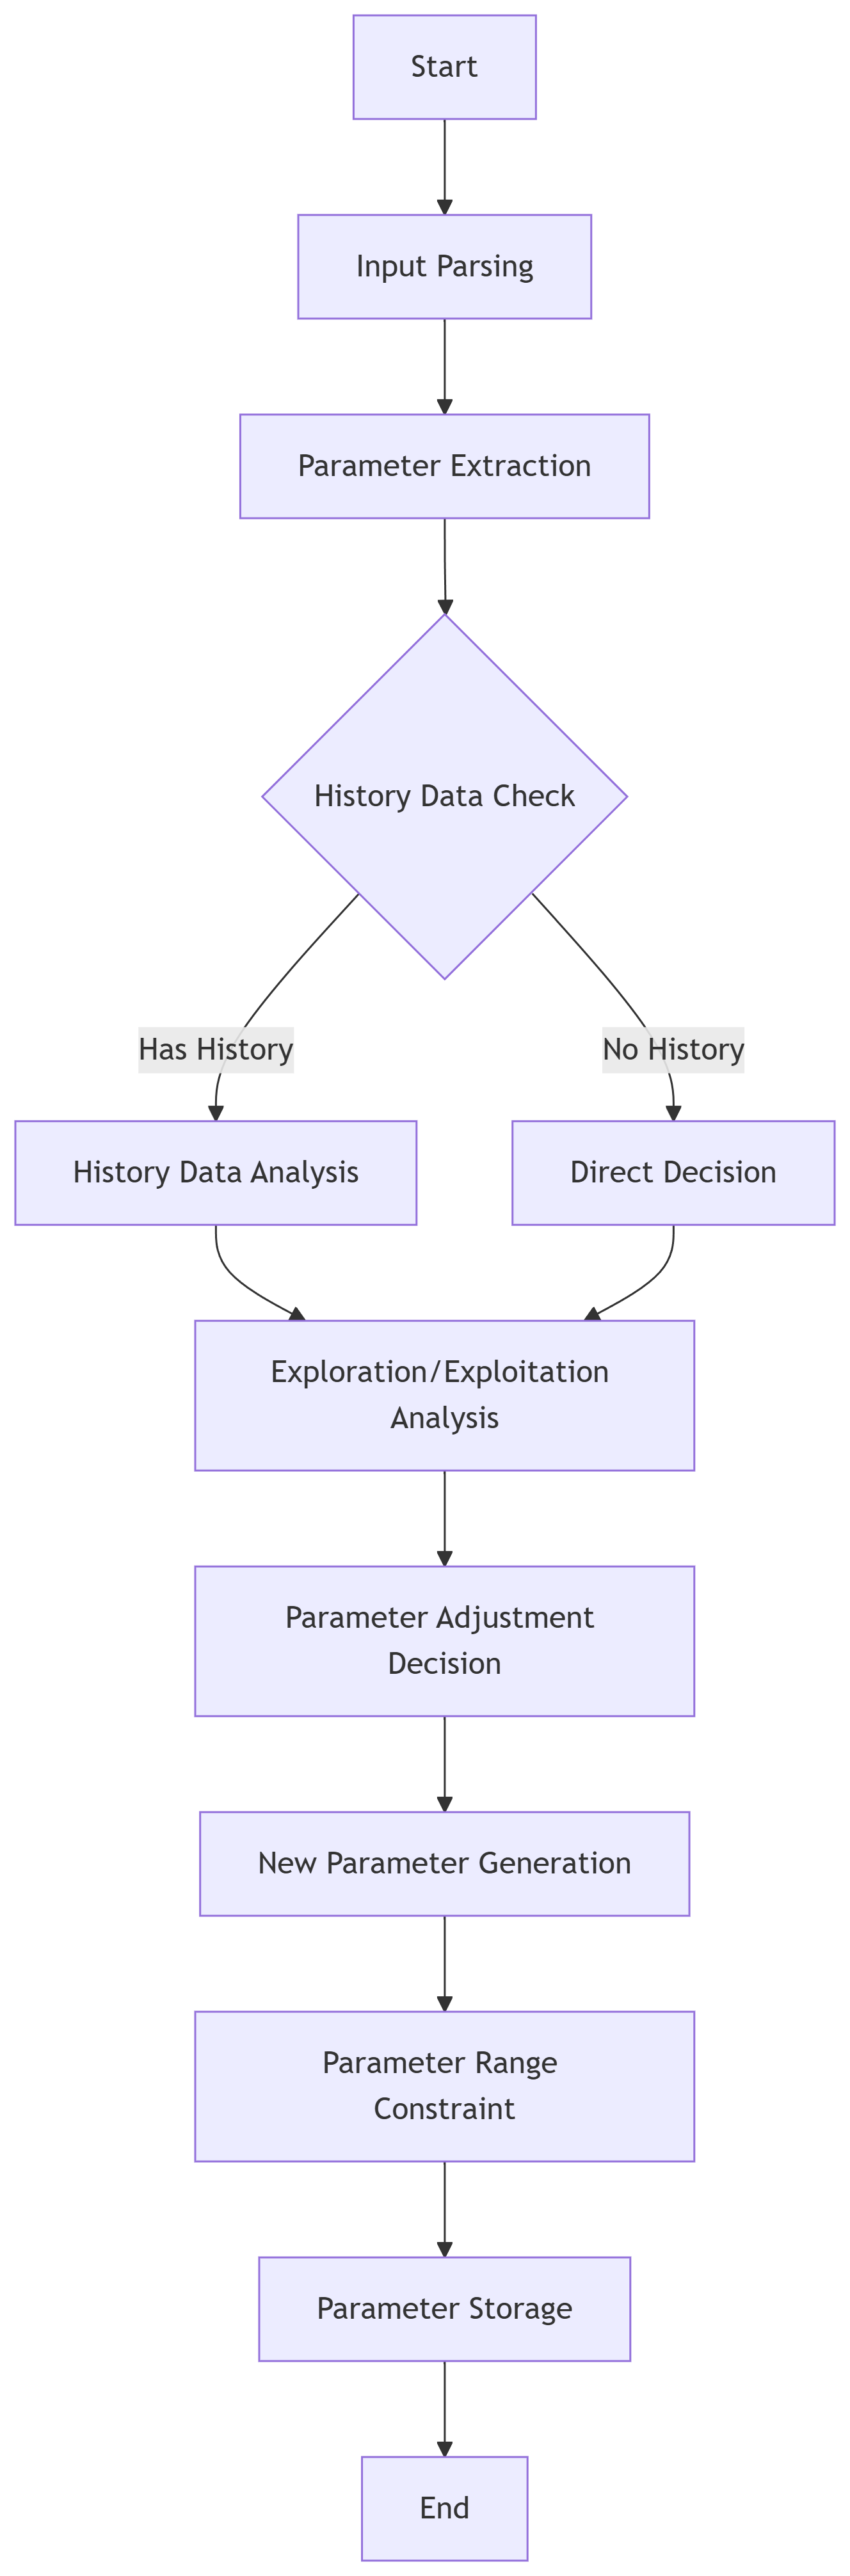 Start
Input Parsing
Parameter Extraction
History Data Check
Has History
No History
History Data Analysis
Direct Decision
Exploration/Exploitation
Analysis
Parameter Adjustment
Decision
New Parameter Generation
Parameter Range
Constraint
Parameter Storage
End